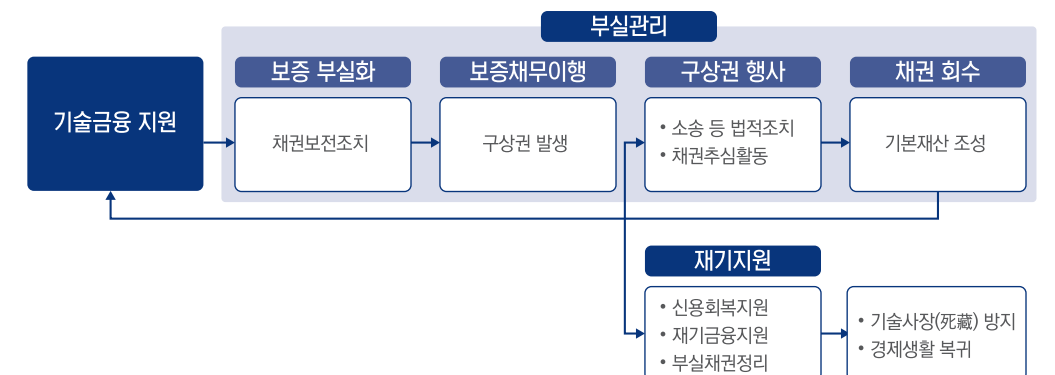 부실관리
기술금융 지원
보증 부실화
채권보전조치
보증채무이행
구상권 발생
구상권 행사
• 소송 등 법적조치
• 채권추심활동
채권 회수
기본재산 조성
재기지원
• 신용회복지원
• 재기금융지원
• 부실채권정리
• 기술사장(死藏) 방지
• 경제생활 복귀